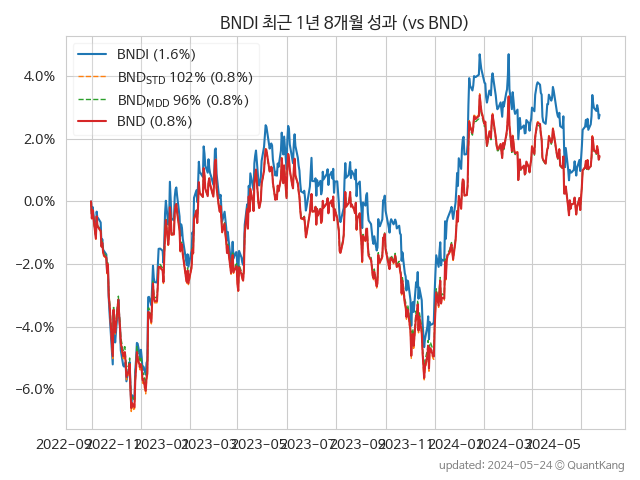 BNDI 최근 1년 8개월 성과 (vs BND)
BNDI (1.6%)
BND_STD 102% (0.8%)
BND_MDD 96% (0.8%)
BND (0.8%)
4.0%
2.0%
0.0%
−2.0%
−4.0%
−6.0%
2022-09 2022-11 2023-01 2023-03 2023-05 2023-07 2023-09 2023-11 2024-01 2024-03 2024-05
updated: 2024-05-24 © QuantKang